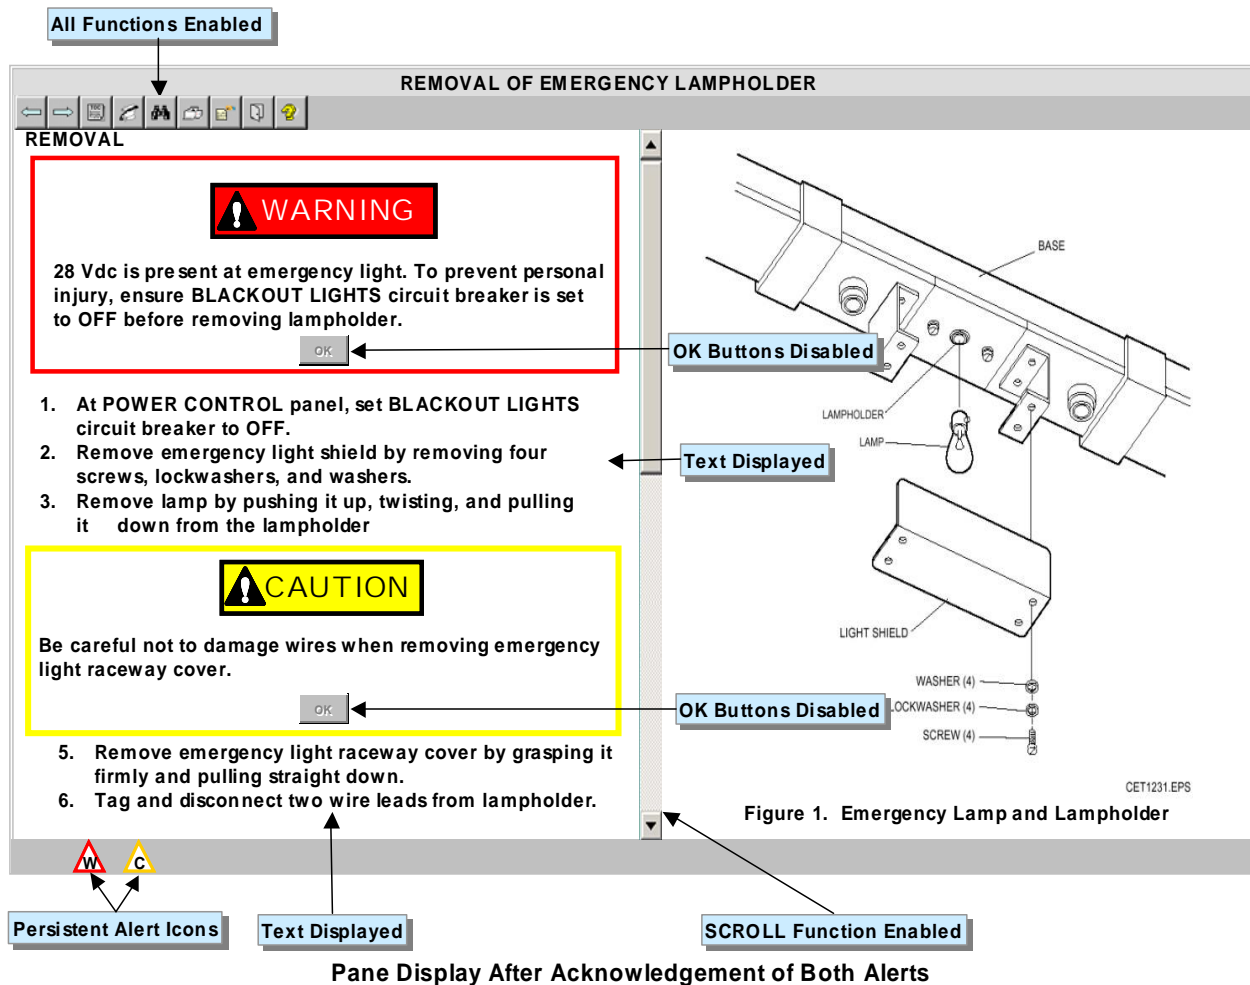 All Functions Enabled
REMOVAL OF EMERGENCY LAMPHOLDER
REMOVAL
WARNING
28 Vdc is present at emergency light. To prevent personal
injury, ensure BLACKOUT LIGHTS circuit breaker is set
to OFF before removing lampholder.
OK
OK Buttons Disabled
1. At POWER CONTROL panel, set BLACKOUT LIGHTS
circuit breaker to OFF.
2. Remove emergency light shield by removing four
screws, lockwashers, and washers.
3. Remove lamp by pushing it up, twisting, and pulling
it down from the lampholder
Text Displayed
CAUTION
Be careful not to damage wires when removing emergency
light raceway cover.
OK
OK Buttons Disabled
5. Remove emergency light raceway cover by grasping it
firmly and pulling straight down.
6. Tag and disconnect two wire leads from lampholder.
BASE
LAMPHOLDER
LAMP
LIGHT SHIELD
WASHER (4)
LOCKWASHER (4)
SCREW (4)
CET1231.EPS
Figure 1. Emergency Lamp and Lampholder
W
C
Persistent Alert Icons
Text Displayed
SCROLL Function Enabled
Pane Display After Acknowledgement of Both Alerts